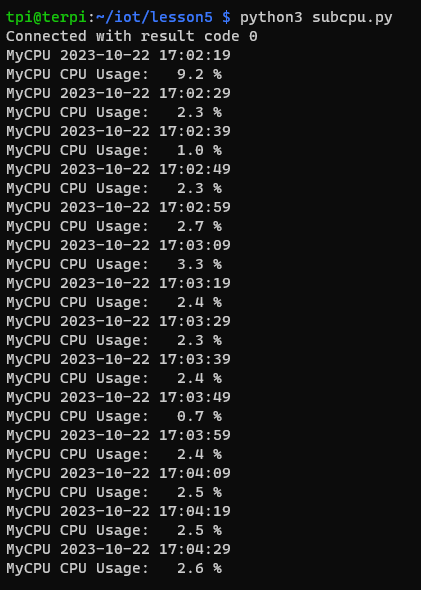 tpi@terpi:~/iot/lesson5 $ python3 subcpu.py
Connected with result code 0
MyCPU 2023-10-22 17:02:19
MyCPU CPU Usage:   9.2 %
MyCPU 2023-10-22 17:02:29
MyCPU CPU Usage:   2.3 %
MyCPU 2023-10-22 17:02:39
MyCPU CPU Usage:   1.0 %
MyCPU 2023-10-22 17:02:49
MyCPU CPU Usage:   2.3 %
MyCPU 2023-10-22 17:02:59
MyCPU CPU Usage:   2.7 %
MyCPU 2023-10-22 17:03:09
MyCPU CPU Usage:   3.3 %
MyCPU 2023-10-22 17:03:19
MyCPU CPU Usage:   2.4 %
MyCPU 2023-10-22 17:03:29
MyCPU CPU Usage:   2.3 %
MyCPU 2023-10-22 17:03:39
MyCPU CPU Usage:   2.4 %
MyCPU 2023-10-22 17:03:49
MyCPU CPU Usage:   0.7 %
MyCPU 2023-10-22 17:03:59
MyCPU CPU Usage:   2.4 %
MyCPU 2023-10-22 17:04:09
MyCPU CPU Usage:   2.5 %
MyCPU 2023-10-22 17:04:19
MyCPU CPU Usage:   2.5 %
MyCPU 2023-10-22 17:04:29
MyCPU CPU Usage:   2.6 %